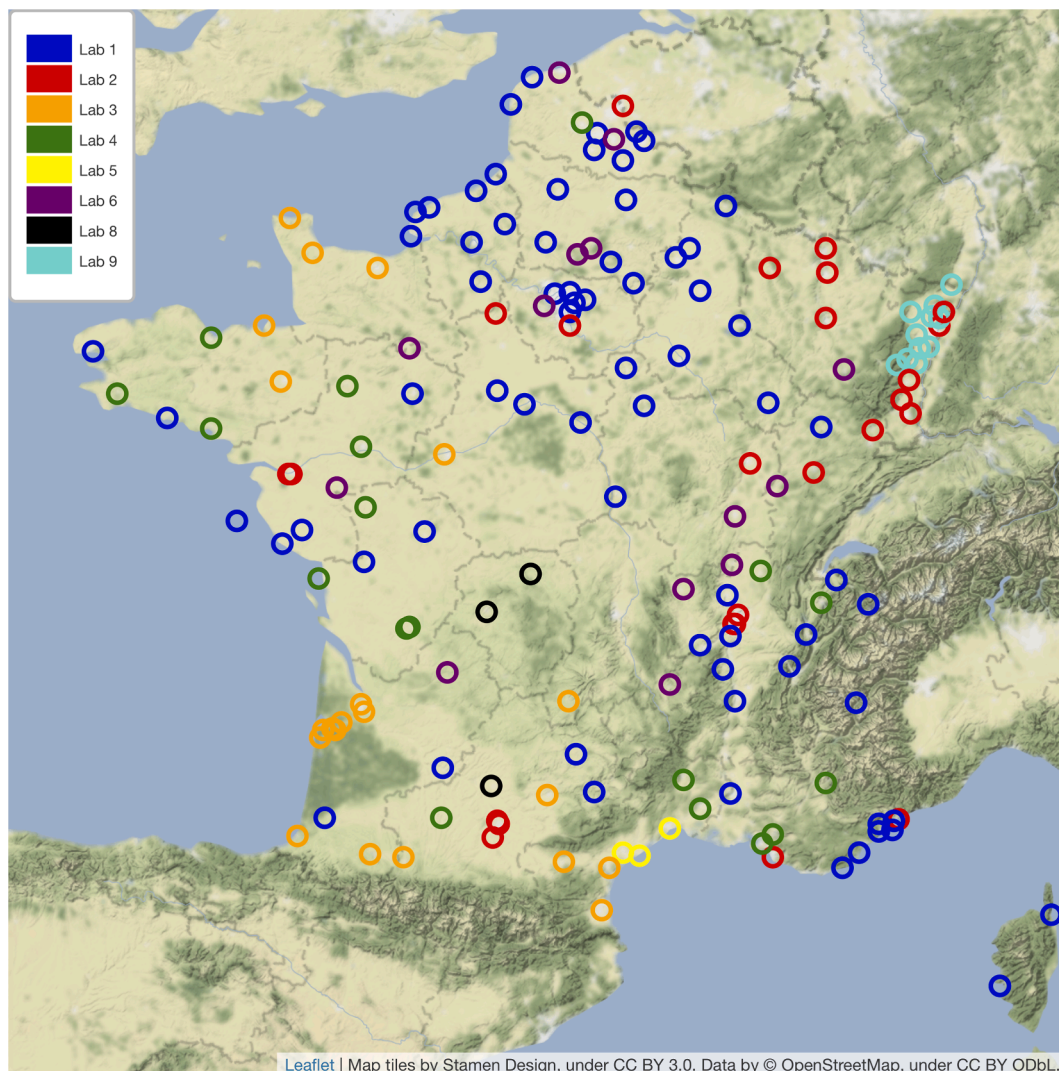 Lab 1
Lab 2
Lab 3
Lab 4
Lab 5
Lab 6
Lab 8
Lab 9
Leaflet | Map tiles by Stamen Design, under CC BY 3.0. Data by © OpenStreetMap, under CC BY ODbL.